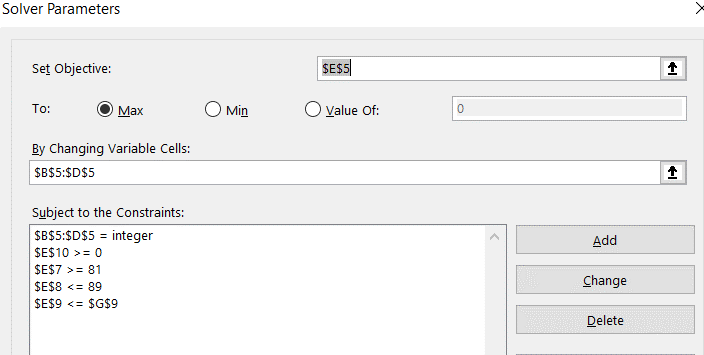 Solver Parameters
Set Objective: $E$5
To: Max Min Value Of: 0
By Changing Variable Cells:
$B$5:$D$5
Subject to the Constraints:
$B$5:$D$5 = integer
$E$10 >= 0
$E$7 >= 81
$E$8 <= 89
$E$9 <= $G$9
Add
Change
Delete